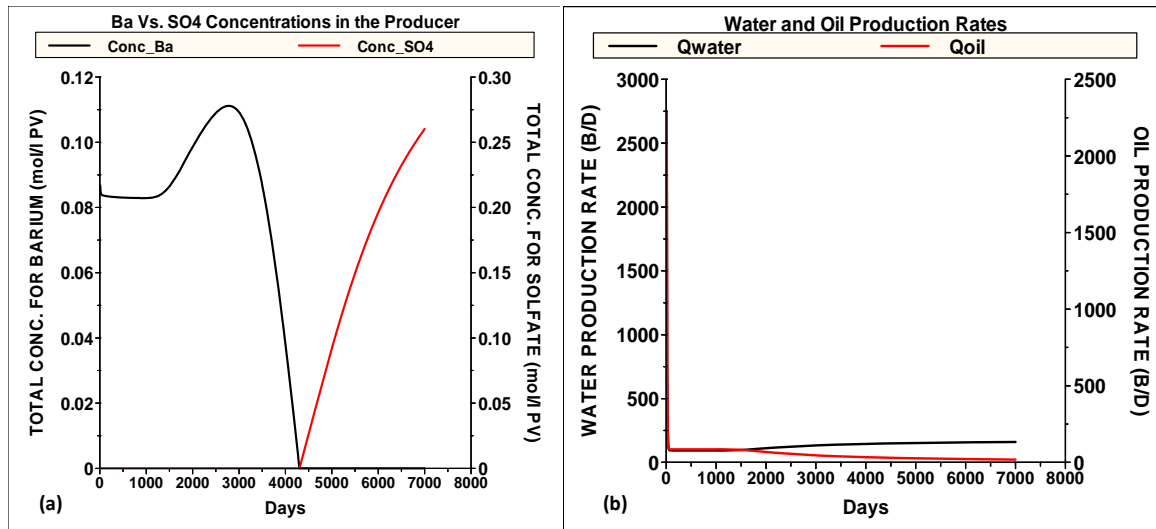 Ba Vs. SO4 Concentrations in the Producer
Conc_Ba
Conc_SO4
TOTAL CONC. FOR BARIUM (mol/l PV)
0.12
0.10
0.08
0.06
0.04
0.02
0
0.30
0.25
0.20
0.15
0.10
0.05
0
TOTAL CONC. FOR SOLFATE (mol/l PV)
0 1000 2000 3000 4000 5000 6000 7000 8000
Days
(a)
Water and Oil Production Rates
Qwater
Qoil
WATER PRODUCTION RATE (B/D)
3000
2500
2000
1500
1000
500
0
2500
2000
1500
1000
500
0
OIL PRODUCTION RATE (B/D)
0 1000 2000 3000 4000 5000 6000 7000 8000
Days
(b)